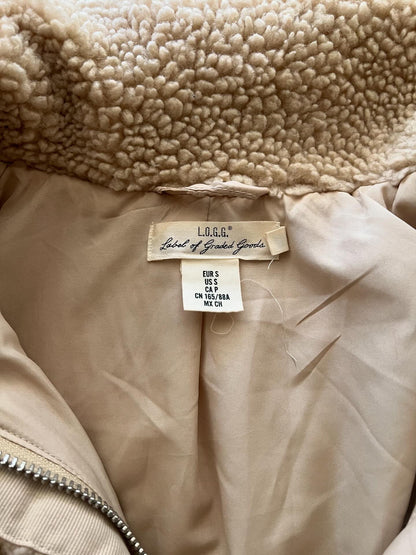 L.O.G.G.®
Label of Graded Goods
EUR S
US S
CA P
CN 165/88A
MX CH